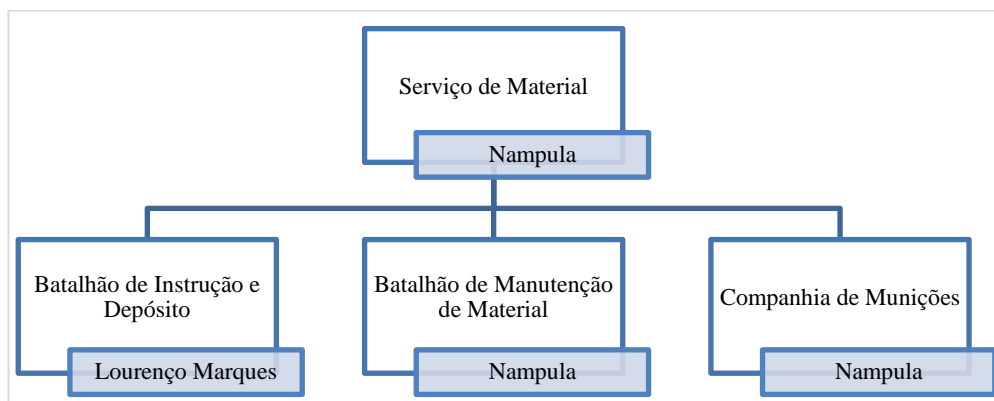 Serviço de Material
Nampula
Batalhão de Instrução e
Depósito
Lourenço Marques
Batalhão de Manutenção
de Material
Nampula
Companhia de Munições
Nampula